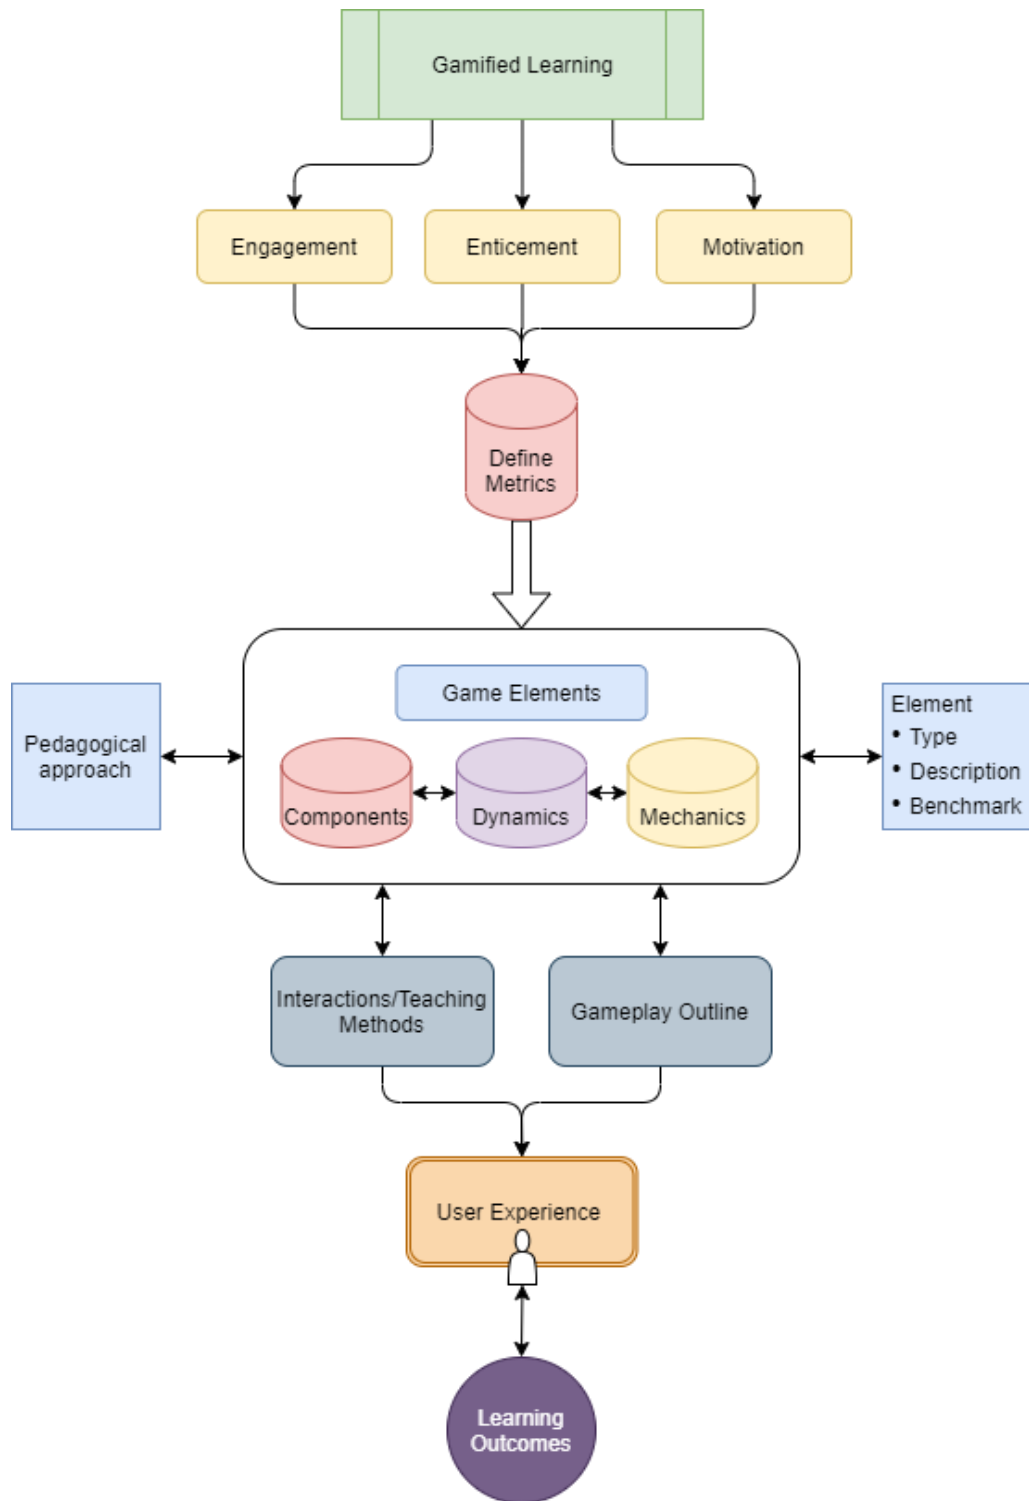 Gamified Learning
Engagement
Enticement
Motivation
Define
Metrics
Game Elements
Pedagogical
approach
Element
• Type
• Description
• Benchmark
Components
Dynamics
Mechanics
Interactions/Teaching
Methods
Gameplay Outline
User Experience
Learning
Outcomes